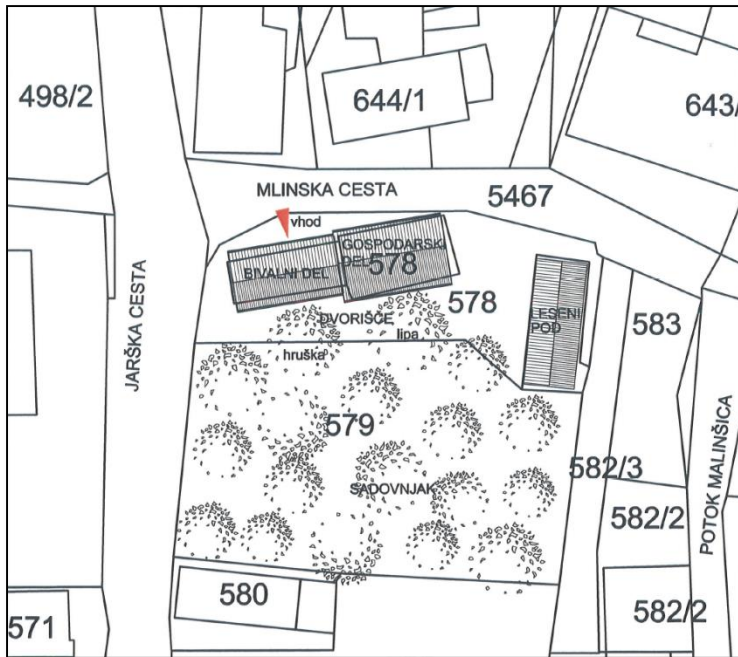 498/2
644/1
643/
MLINSKA CESTA
5467
vhod
GOSPODARSKI
DEL
578
BIVALNI DEL
578
DVORIŠČE
lipa
LESENI
POD
583
JARŠKA CESTA
hruška
579
SADOVNJAK
582/3
582/2
POTOK MALINŠICA
580
571
582/2